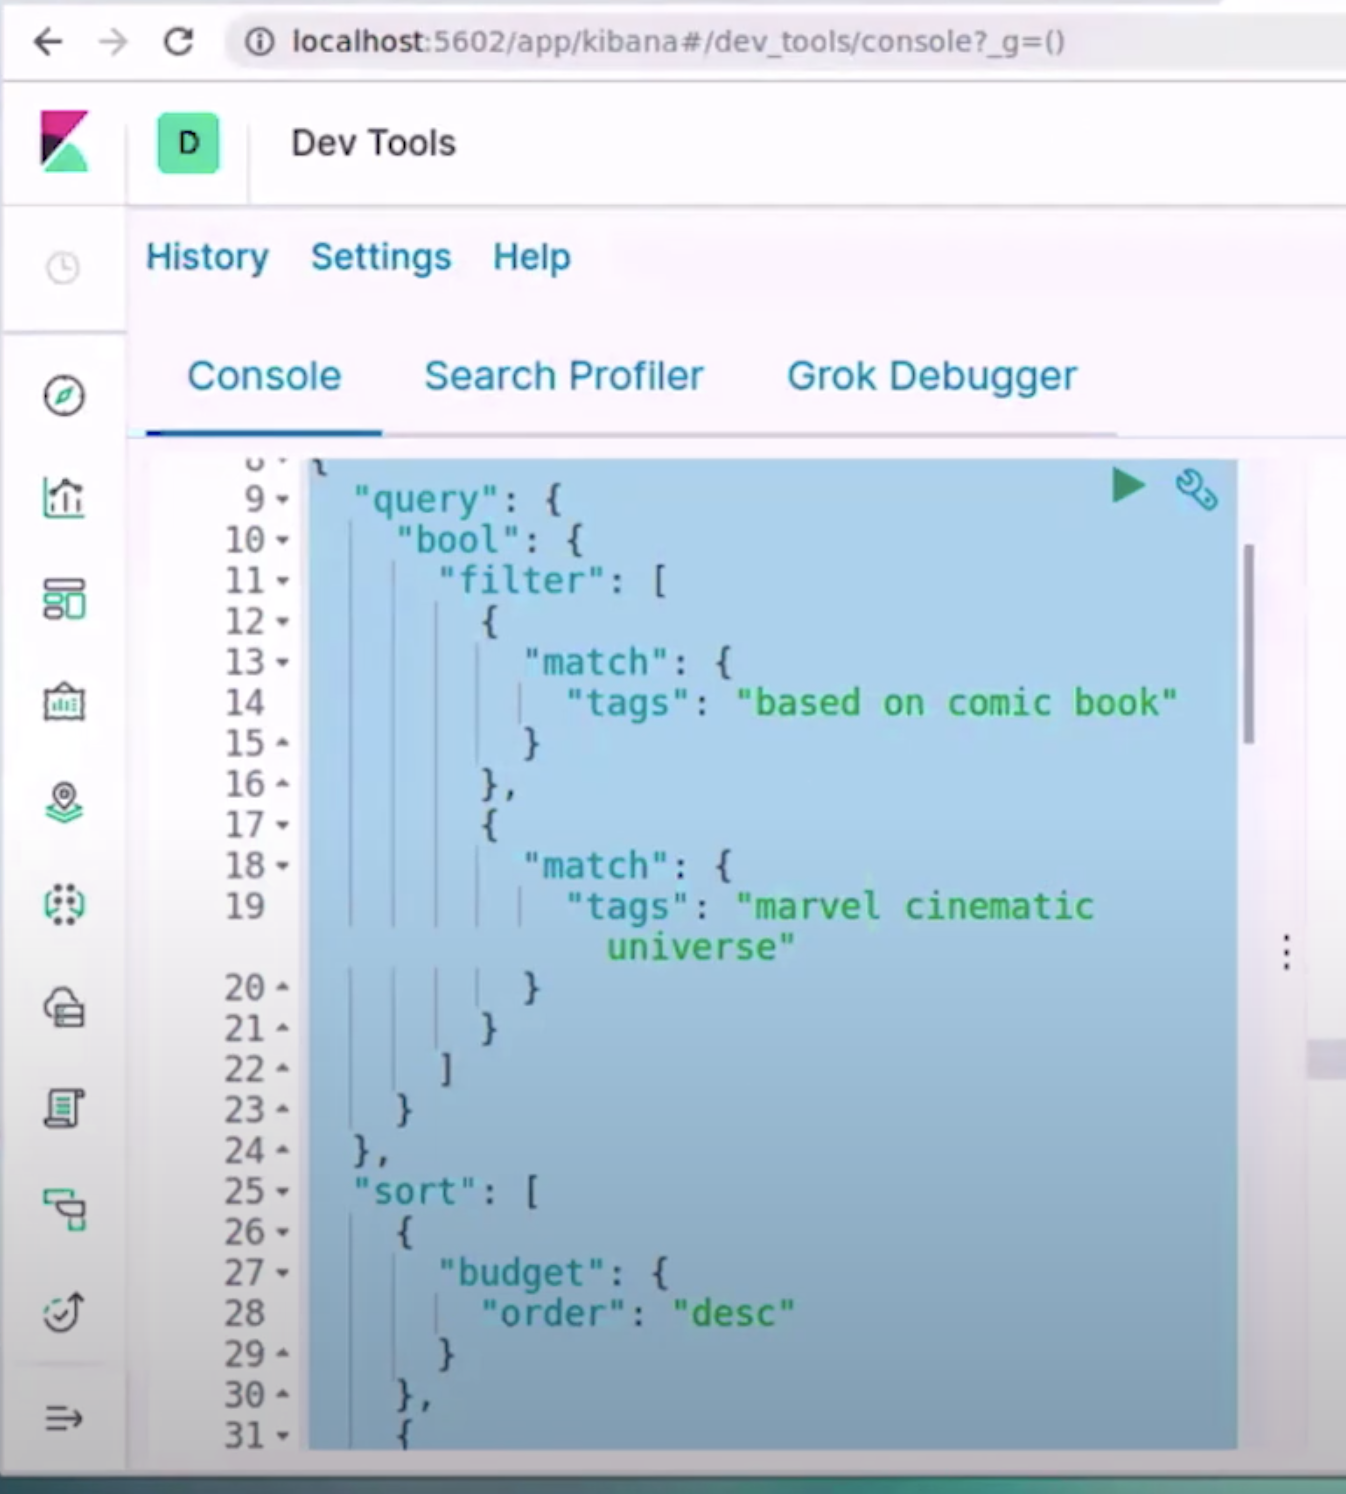 localhost:5602/app/kibana#/dev_tools/console?_g=()
D Dev Tools
History Settings Help
Console Search Profiler Grok Debugger
8 {
9 "query": {
10 "bool": {
11 "filter": [
12 {
13 "match": {
14 "tags": "based on comic book"
15 }
16 },
17 {
18 "match": {
19 "tags": "marvel cinematic
universe"
20 }
21 }
22 ]
23 }
24 },
25 "sort": [
26 {
27 "budget": {
28 "order": "desc"
29 }
30 },
31 {